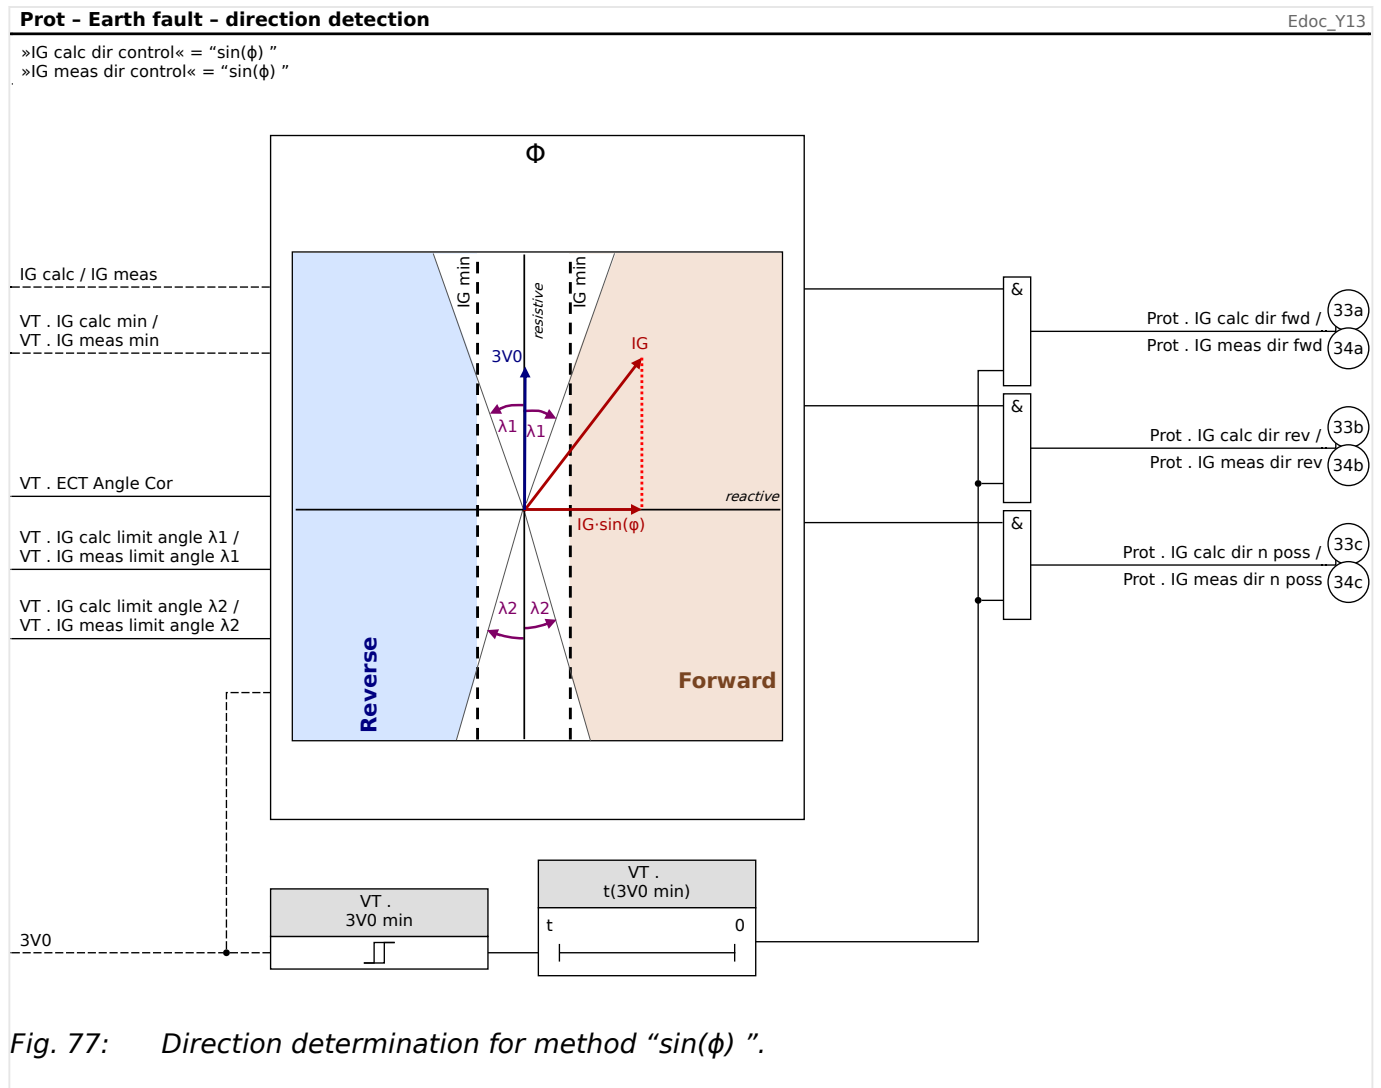 Prot – Earth fault – direction detection
Edoc_Y13
»IG calc dir control« = “sin(ϕ) ”
»IG meas dir control« = “sin(ϕ) ”
Φ
IG calc / IG meas
VT . IG calc min /
VT . IG meas min
VT . ECT Angle Cor
VT . IG calc limit angle λ1 /
VT . IG meas limit angle λ1
VT . IG calc limit angle λ2 /
VT . IG meas limit angle λ2
3V0
IG min
resistive
IG min
3V0
IG
λ1
λ1
reactive
IG·sin(φ)
λ2
λ2
Reverse
Forward
&
Prot . IG calc dir fwd /
33a
Prot . IG meas dir fwd
34a
&
Prot . IG calc dir rev /
33b
Prot . IG meas dir rev
34b
&
Prot . IG calc dir n poss /
33c
Prot . IG meas dir n poss
34c
VT .
3V0 min
VT .
t(3V0 min)
t
0
Fig. 77: Direction determination for method “sin(ϕ) ”.